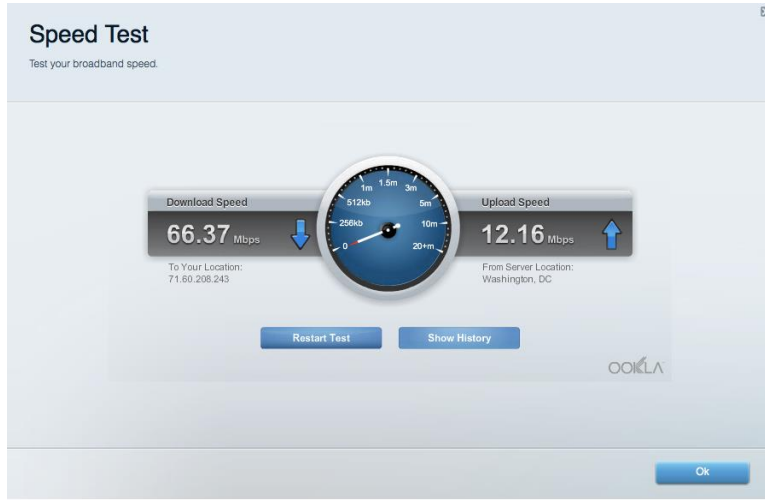 Speed Test
Test your broadband speed.
Download Speed
66.37 Mbps
To Your Location:
71.60.208.243
0
256kb
512kb
1m
1.5m
3m
5m
10m
20+m
Upload Speed
12.16 Mbps
From Server Location:
Washington, DC
Restart Test
Show History
OOKLA
Ok